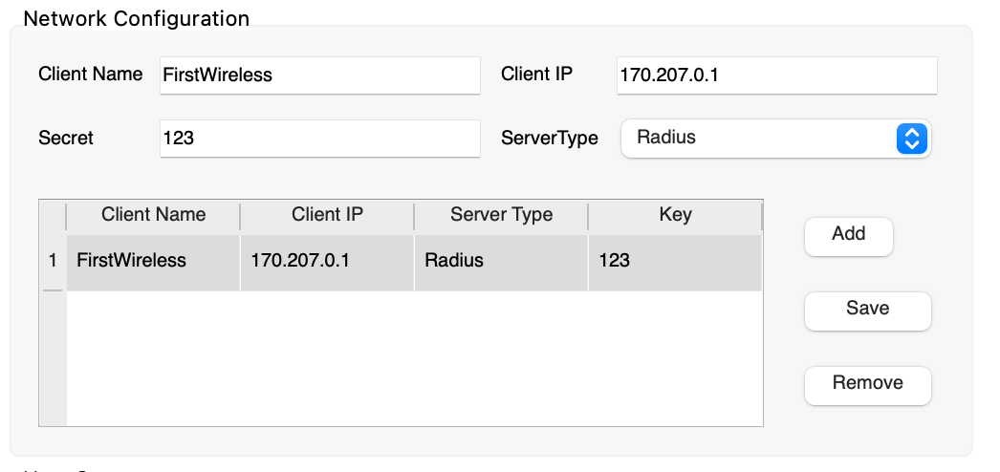 Network Configuration
Client Name FirstWireless Client IP 170.207.0.1
Secret 123 ServerType Radius
Client Name Client IP Server Type Key
1 FirstWireless 170.207.0.1 Radius 123
Add
Save
Remove